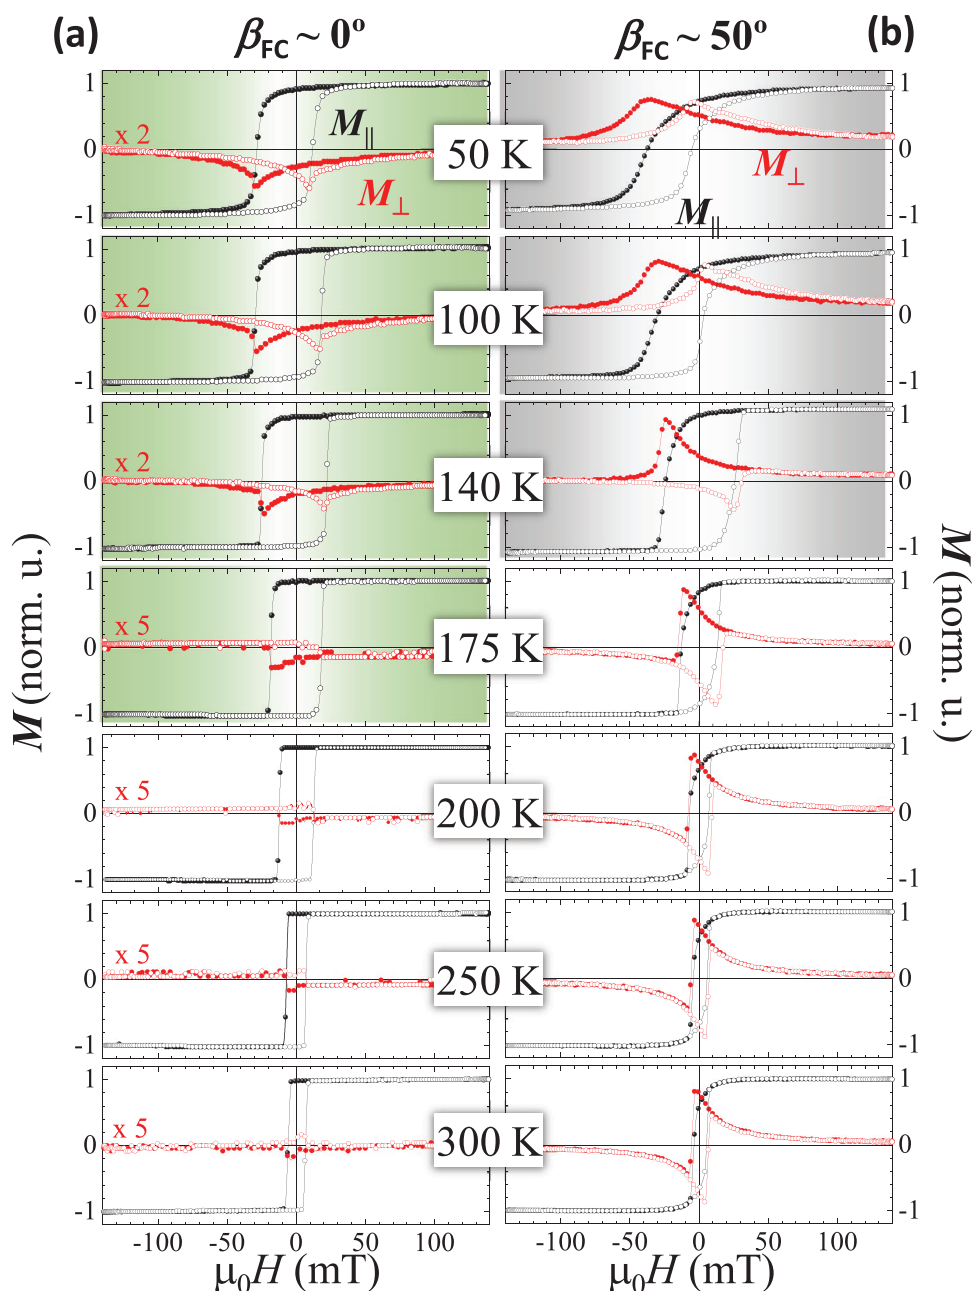 (a) β_FC ~ 0º β_FC ~ 50º (b)
1 0 -1 x 2 M_∥ M_⊥ 50 K M_⊥ M_∥ 1 0 -1
1 0 -1 x 2 100 K 1 0 -1
1 0 -1 x 2 140 K 1 0 -1
1 0 -1 x 5 175 K 1 0 -1
1 0 -1 x 5 200 K 1 0 -1
1 0 -1 x 5 250 K 1 0 -1
1 0 -1 x 5 300 K 1 0 -1
M (norm. u.)
M (norm. u.)
-100 -50 0 50 100 -100 -50 0 50 100
μ₀H (mT) μ₀H (mT)